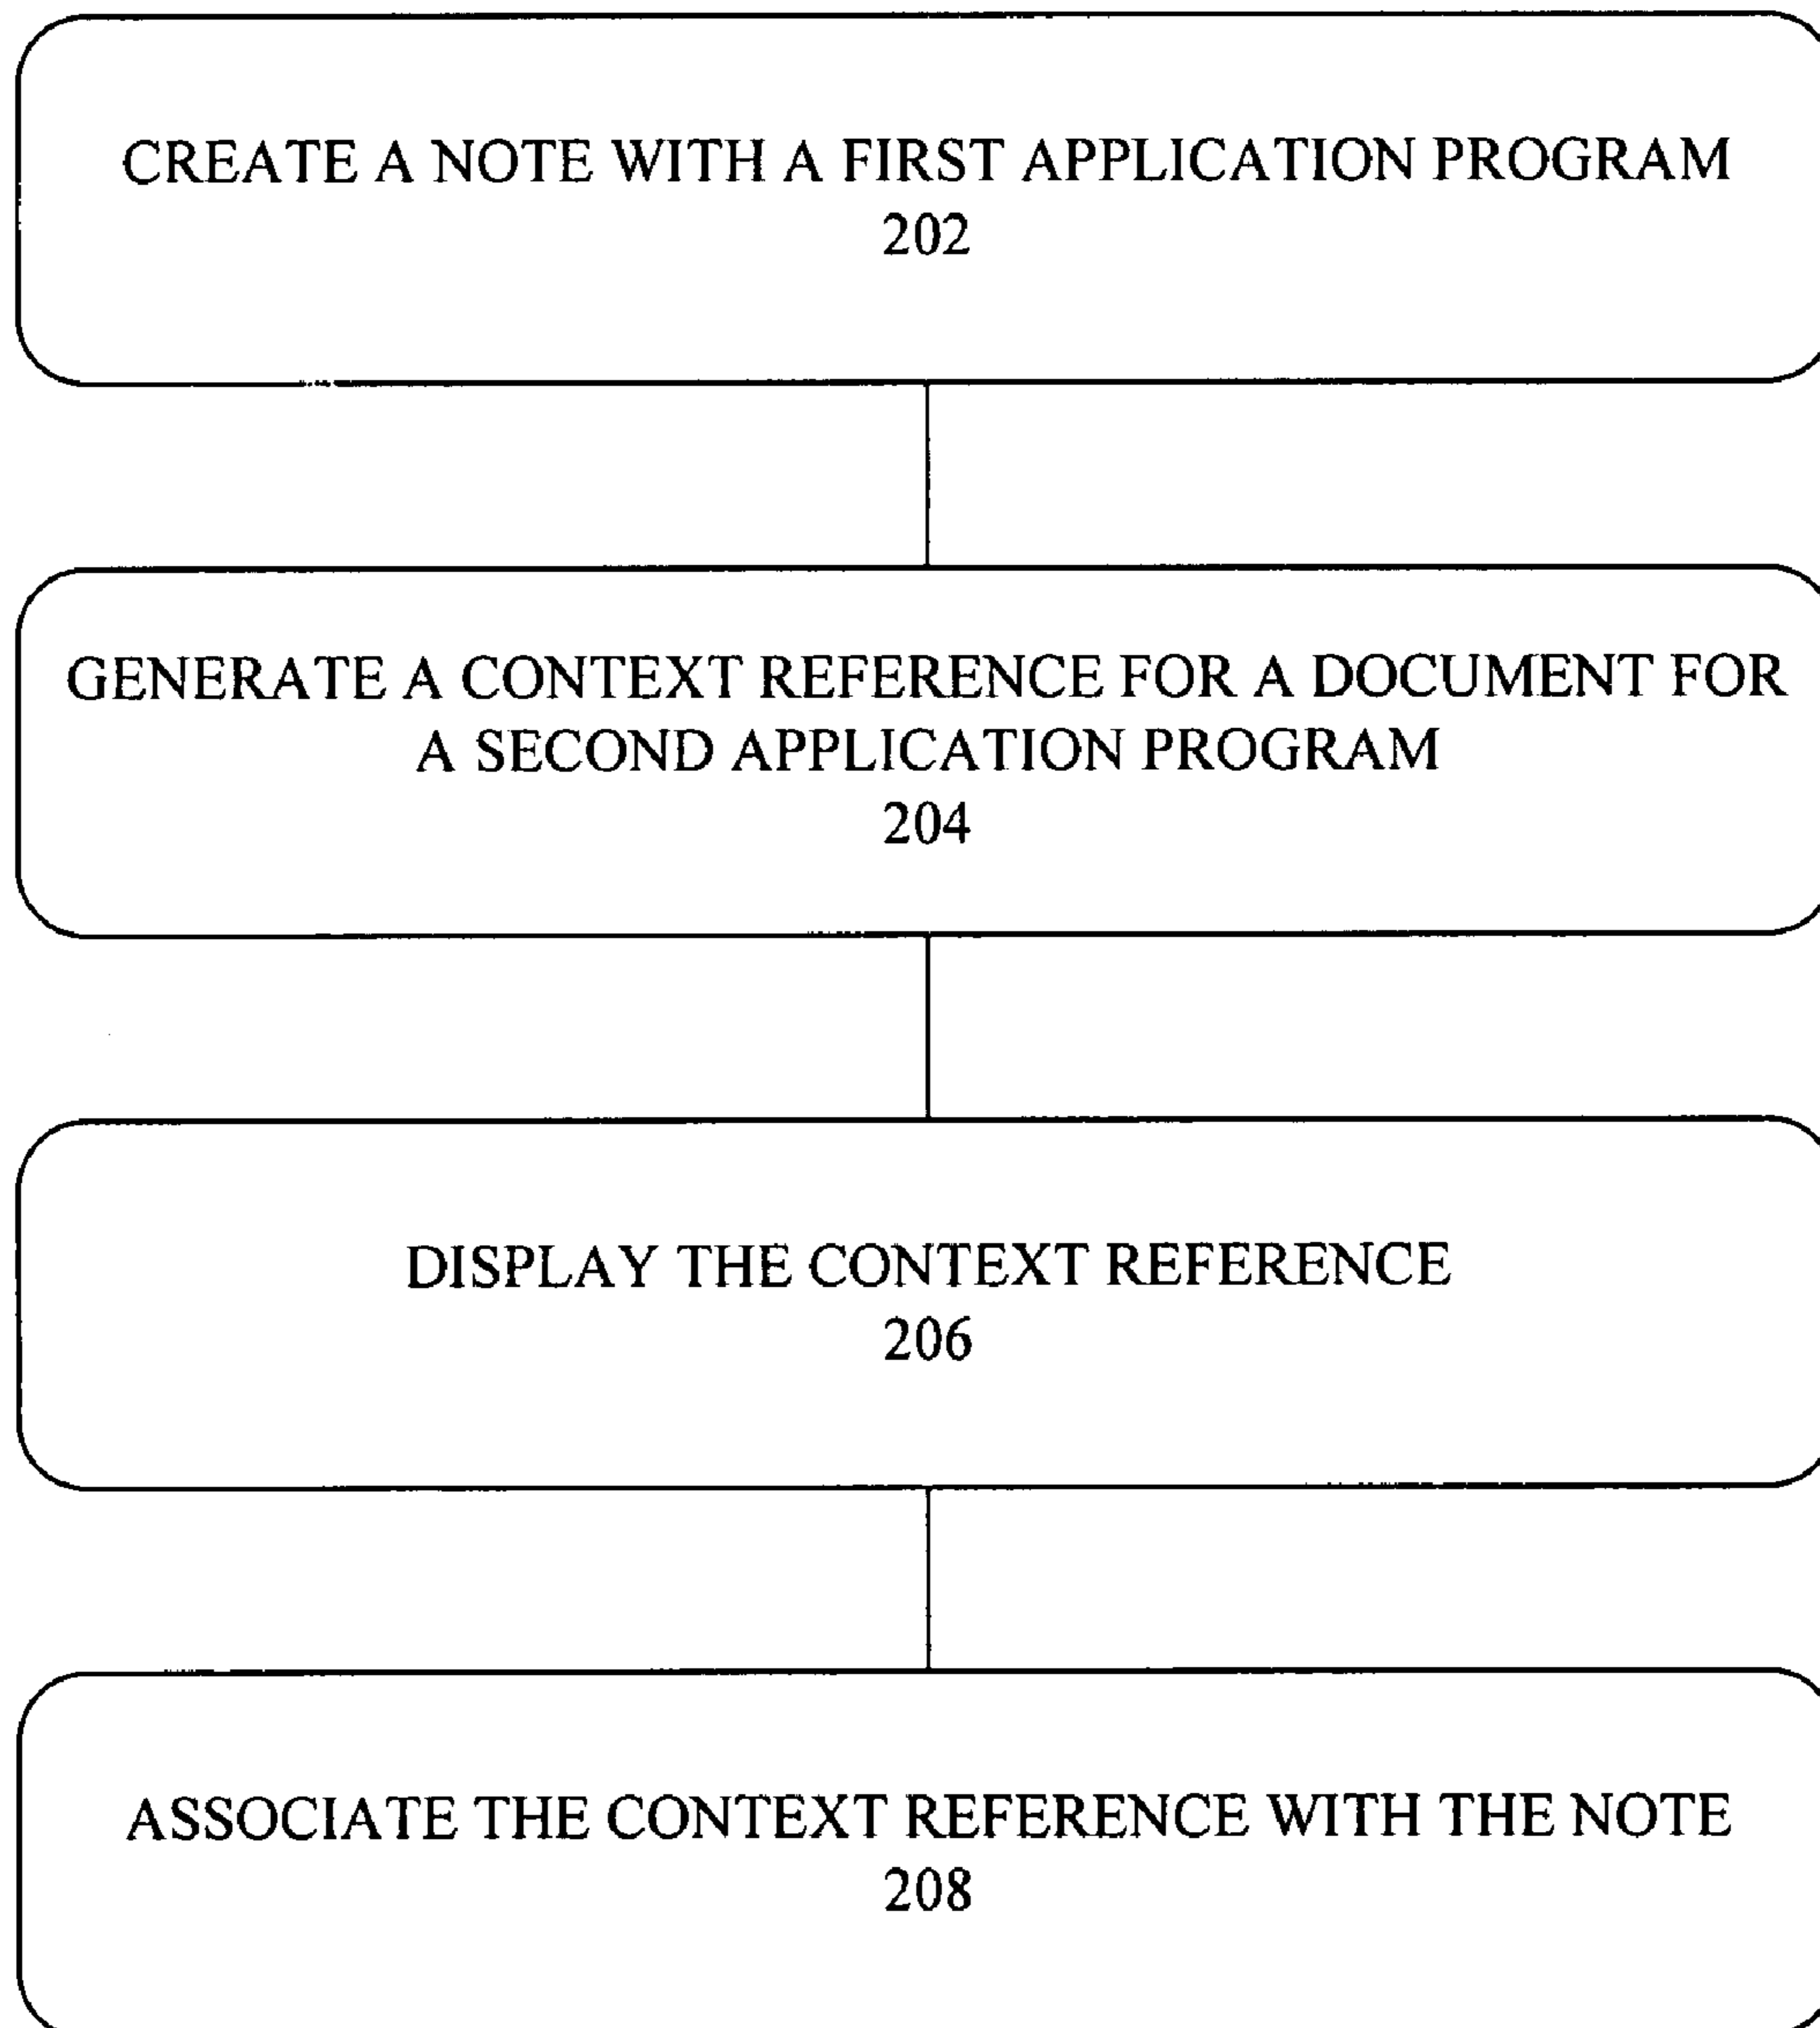 CREATE A NOTE WITH A FIRST APPLICATION PROGRAM
202
GENERATE A CONTEXT REFERENCE FOR A DOCUMENT FOR
A SECOND APPLICATION PROGRAM
204
DISPLAY THE CONTEXT REFERENCE
206
ASSOCIATE THE CONTEXT REFERENCE WITH THE NOTE
208